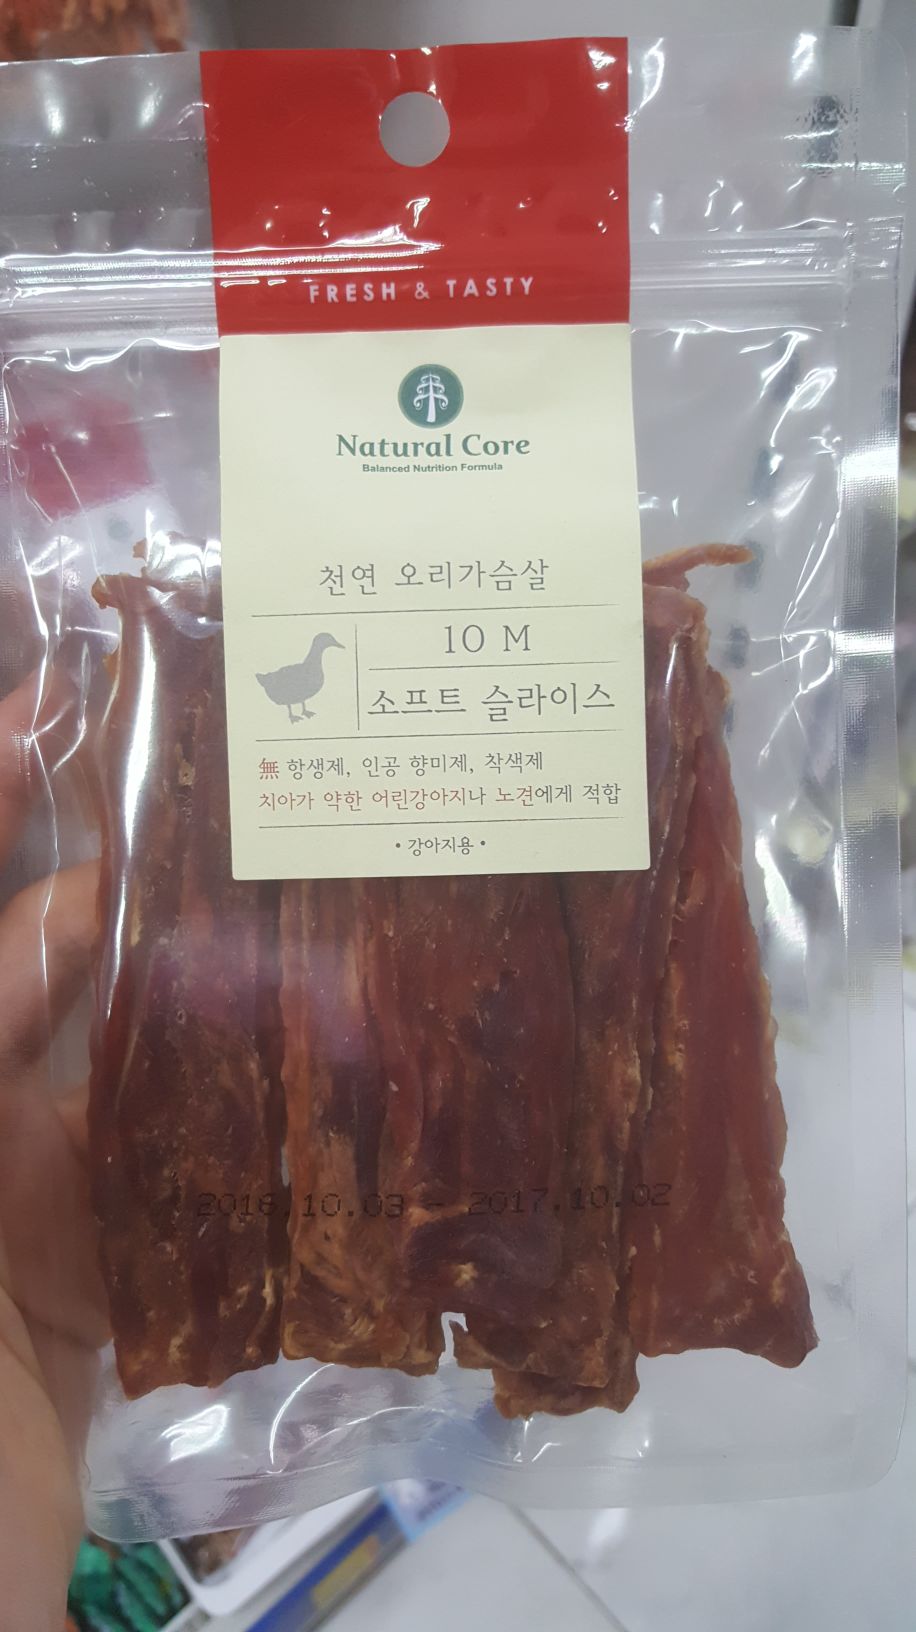 FRESH & TASTY
Natural Core
Balanced Nutrition Formula
천연 오리가슴살
10 M
소프트 슬라이스
無 항생제, 인공 향미제, 착색제
치아가 약한 어린강아지나 노견에게 적합
• 강아지용 •
2016.10.03 - 2017.10.02